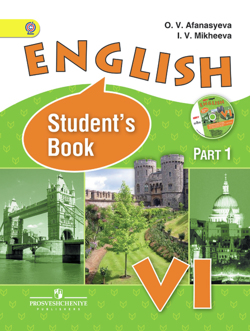 O. V. Afanasyeva
I. V. Mikheeva
ENGLISH
Student's
Book
PART 1
VI
PROSVESHCHENIYE
PUBLISHERS